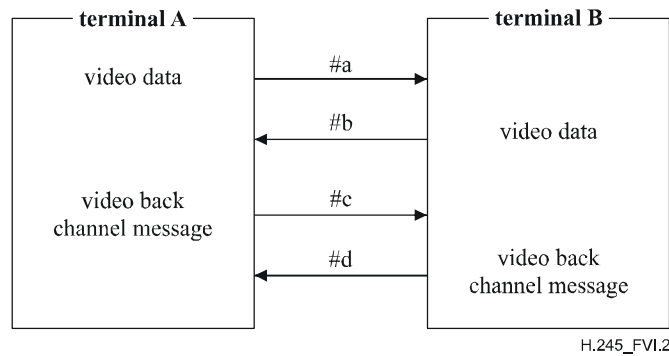 terminal A
terminal B
video data
#a
#b
video data
video back
channel message
#c
#d
video back
channel message
H.245_FVI.2